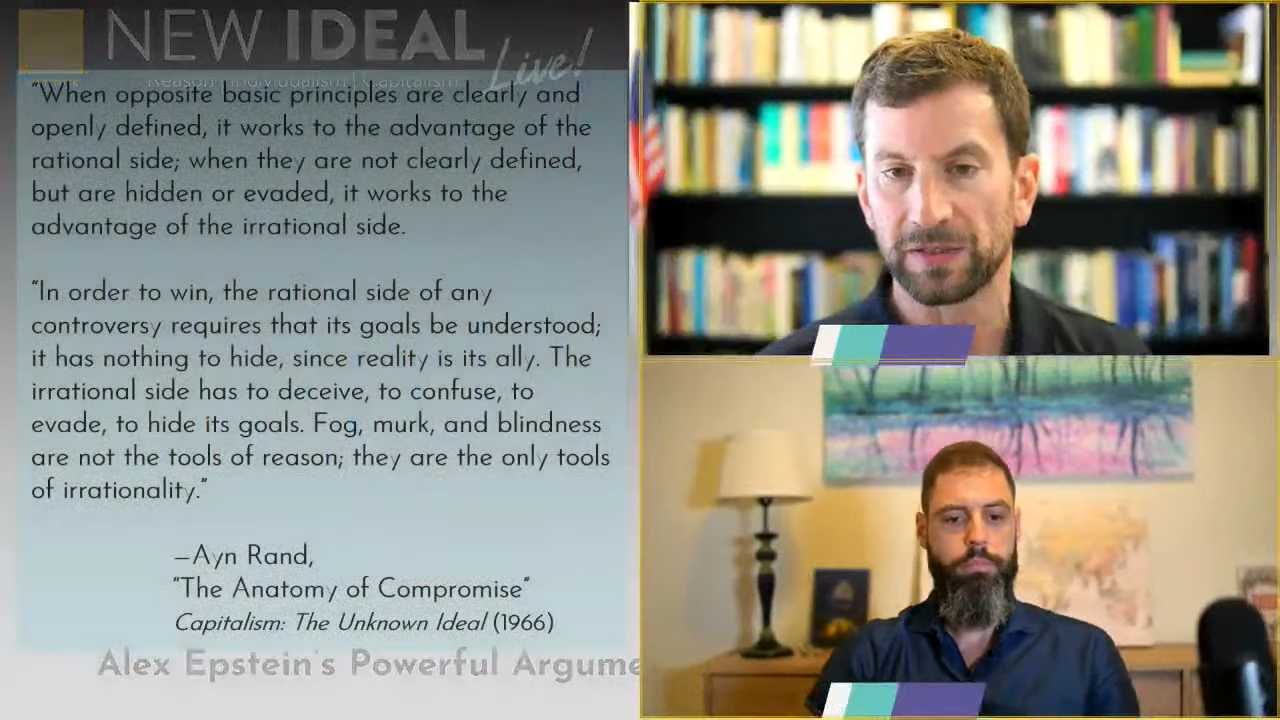 NEW IDEAL Live!
Reason | Individualism | Capitalism
“When opposite basic principles are clearly and
openly defined, it works to the advantage of the
rational side; when they are not clearly defined,
but are hidden or evaded, it works to the
advantage of the irrational side.
“In order to win, the rational side of any
controversy requires that its goals be understood;
it has nothing to hide, since reality is its ally. The
irrational side has to deceive, to confuse, to
evade, to hide its goals. Fog, murk, and blindness
are not the tools of reason; they are the only tools
of irrationality.”
—Ayn Rand,
“The Anatomy of Compromise”
Capitalism: The Unknown Ideal (1966)
Alex Epstein's Powerful Argume